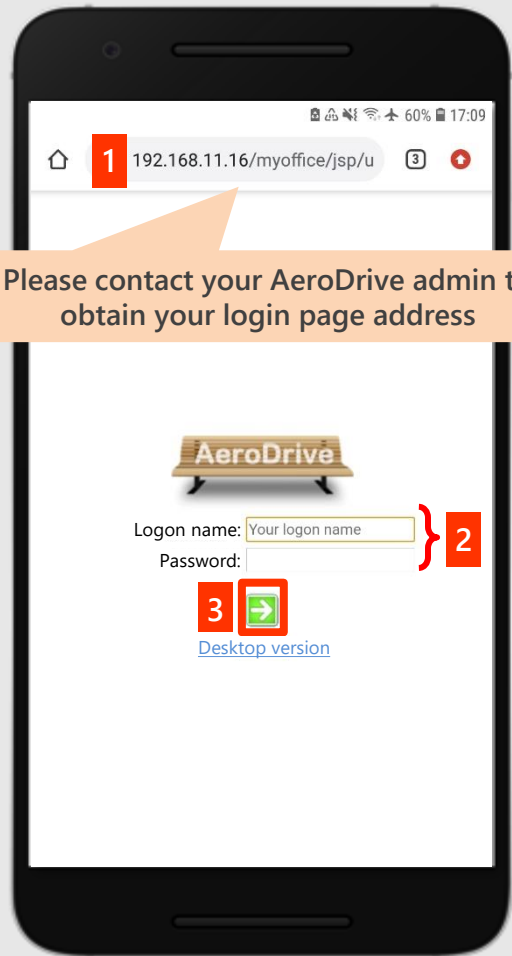 60% 17:09
1 192.168.11.16/myoffice/jsp/u 3
Please contact your AeroDrive admin t
obtain your login page address
AeroDrive
Logon name: Your logon name
Password:
2
3
Desktop version